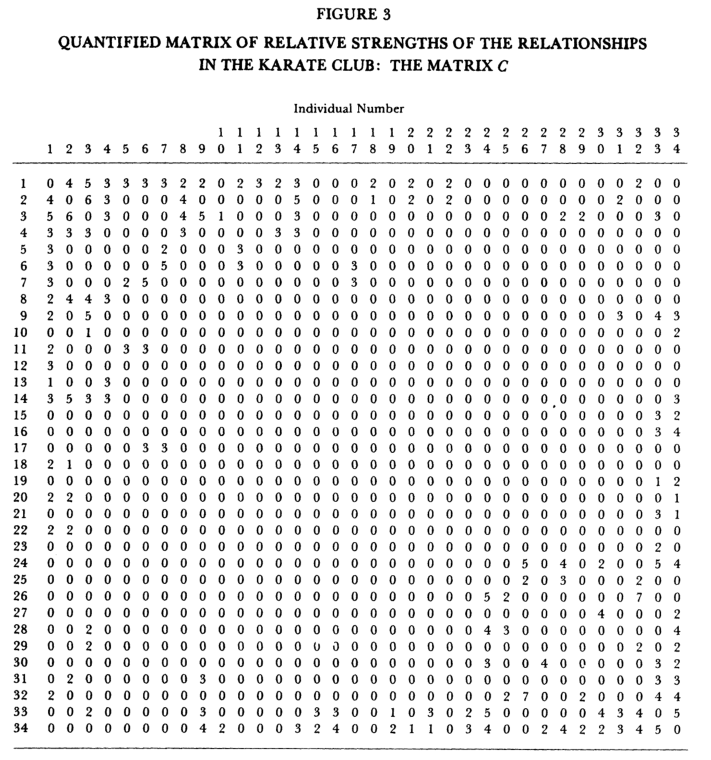 FIGURE 3
QUANTIFIED MATRIX OF RELATIVE STRENGTHS OF THE RELATIONSHIPS
IN THE KARATE CLUB: THE MATRIX C
Individual Number
1 1 1 1 1 1 1 1 1 1 2 2 2 2 2 2 2 2 2 2 3 3 3 3 3
1 2 3 4 5 6 7 8 9 0 1 2 3 4 5 6 7 8 9 0 1 2 3 4 5 6 7 8 9 0 1 2 3 4
1 0 4 5 3 3 3 3 2 2 0 2 3 2 3 0 0 0 2 0 2 0 2 0 0 0 0 0 0 0 0 0 2 0 0
2 4 0 6 3 0 0 0 4 0 0 0 0 0 5 0 0 0 1 0 2 0 2 0 0 0 0 0 0 0 0 2 0 0 0
3 5 6 0 3 0 0 0 4 5 1 0 0 0 3 0 0 0 0 0 0 0 0 0 0 0 0 0 2 2 0 0 0 3 0
4 3 3 3 0 0 0 0 3 0 0 0 0 3 3 0 0 0 0 0 0 0 0 0 0 0 0 0 0 0 0 0 0 0 0
5 3 0 0 0 0 0 2 0 0 0 3 0 0 0 0 0 0 0 0 0 0 0 0 0 0 0 0 0 0 0 0 0 0 0
6 3 0 0 0 0 0 5 0 0 0 3 0 0 0 0 0 3 0 0 0 0 0 0 0 0 0 0 0 0 0 0 0 0 0
7 3 0 0 0 2 5 0 0 0 0 0 0 0 0 0 0 3 0 0 0 0 0 0 0 0 0 0 0 0 0 0 0 0 0
8 2 4 4 3 0 0 0 0 0 0 0 0 0 0 0 0 0 0 0 0 0 0 0 0 0 0 0 0 0 0 0 0 0 0
9 2 0 5 0 0 0 0 0 0 0 0 0 0 0 0 0 0 0 0 0 0 0 0 0 0 0 0 0 0 0 3 0 4 3
10 0 0 1 0 0 0 0 0 0 0 0 0 0 0 0 0 0 0 0 0 0 0 0 0 0 0 0 0 0 0 0 0 0 2
11 2 0 0 0 3 3 0 0 0 0 0 0 0 0 0 0 0 0 0 0 0 0 0 0 0 0 0 0 0 0 0 0 0 0
12 3 0 0 0 0 0 0 0 0 0 0 0 0 0 0 0 0 0 0 0 0 0 0 0 0 0 0 0 0 0 0 0 0 0
13 1 0 0 3 0 0 0 0 0 0 0 0 0 0 0 0 0 0 0 0 0 0 0 0 0 0 0 0 0 0 0 0 0 0
14 3 5 3 3 0 0 0 0 0 0 0 0 0 0 0 0 0 0 0 0 0 0 0 0 0 0 0 0 0 0 0 0 0 3
15 0 0 0 0 0 0 0 0 0 0 0 0 0 0 0 0 0 0 0 0 0 0 0 0 0 0 0 0 0 0 0 0 3 2
16 0 0 0 0 0 0 0 0 0 0 0 0 0 0 0 0 0 0 0 0 0 0 0 0 0 0 0 0 0 0 0 0 3 4
17 0 0 0 0 0 3 3 0 0 0 0 0 0 0 0 0 0 0 0 0 0 0 0 0 0 0 0 0 0 0 0 0 0 0
18 2 1 0 0 0 0 0 0 0 0 0 0 0 0 0 0 0 0 0 0 0 0 0 0 0 0 0 0 0 0 0 0 0 0
19 0 0 0 0 0 0 0 0 0 0 0 0 0 0 0 0 0 0 0 0 0 0 0 0 0 0 0 0 0 0 0 0 1 2
20 2 2 0 0 0 0 0 0 0 0 0 0 0 0 0 0 0 0 0 0 0 0 0 0 0 0 0 0 0 0 0 0 0 1
21 0 0 0 0 0 0 0 0 0 0 0 0 0 0 0 0 0 0 0 0 0 0 0 0 0 0 0 0 0 0 0 0 3 1
22 2 2 0 0 0 0 0 0 0 0 0 0 0 0 0 0 0 0 0 0 0 0 0 0 0 0 0 0 0 0 0 0 0 0
23 0 0 0 0 0 0 0 0 0 0 0 0 0 0 0 0 0 0 0 0 0 0 0 0 0 0 0 0 0 0 0 0 2 0
24 0 0 0 0 0 0 0 0 0 0 0 0 0 0 0 0 0 0 0 0 0 0 0 0 0 5 0 4 0 2 0 0 5 4
25 0 0 0 0 0 0 0 0 0 0 0 0 0 0 0 0 0 0 0 0 0 0 0 0 0 2 0 3 0 0 0 2 0 0
26 0 0 0 0 0 0 0 0 0 0 0 0 0 0 0 0 0 0 0 0 0 0 0 5 2 0 0 0 0 0 0 7 0 0
27 0 0 0 0 0 0 0 0 0 0 0 0 0 0 0 0 0 0 0 0 0 0 0 0 0 0 0 0 0 4 0 0 0 2
28 0 0 2 0 0 0 0 0 0 0 0 0 0 0 0 0 0 0 0 0 0 0 0 4 3 0 0 0 0 0 0 0 0 4
29 0 0 2 0 0 0 0 0 0 0 0 0 0 0 0 0 0 0 0 0 0 0 0 0 0 0 0 0 0 0 0 2 0 2
30 0 0 0 0 0 0 0 0 0 0 0 0 0 0 0 0 0 0 0 0 0 0 0 3 0 0 4 0 0 0 0 0 3 2
31 0 2 0 0 0 0 0 0 3 0 0 0 0 0 0 0 0 0 0 0 0 0 0 0 0 0 0 0 0 0 0 0 3 3
32 2 0 0 0 0 0 0 0 0 0 0 0 0 0 0 0 0 0 0 0 0 0 0 0 2 7 0 0 2 0 0 0 4 4
33 0 0 2 0 0 0 0 0 3 0 0 0 0 0 3 3 0 0 1 0 3 0 2 5 0 0 0 0 0 4 3 4 0 5
34 0 0 0 0 0 0 0 0 4 2 0 0 0 3 2 4 0 0 2 1 1 0 3 4 0 0 2 4 2 2 3 4 5 0